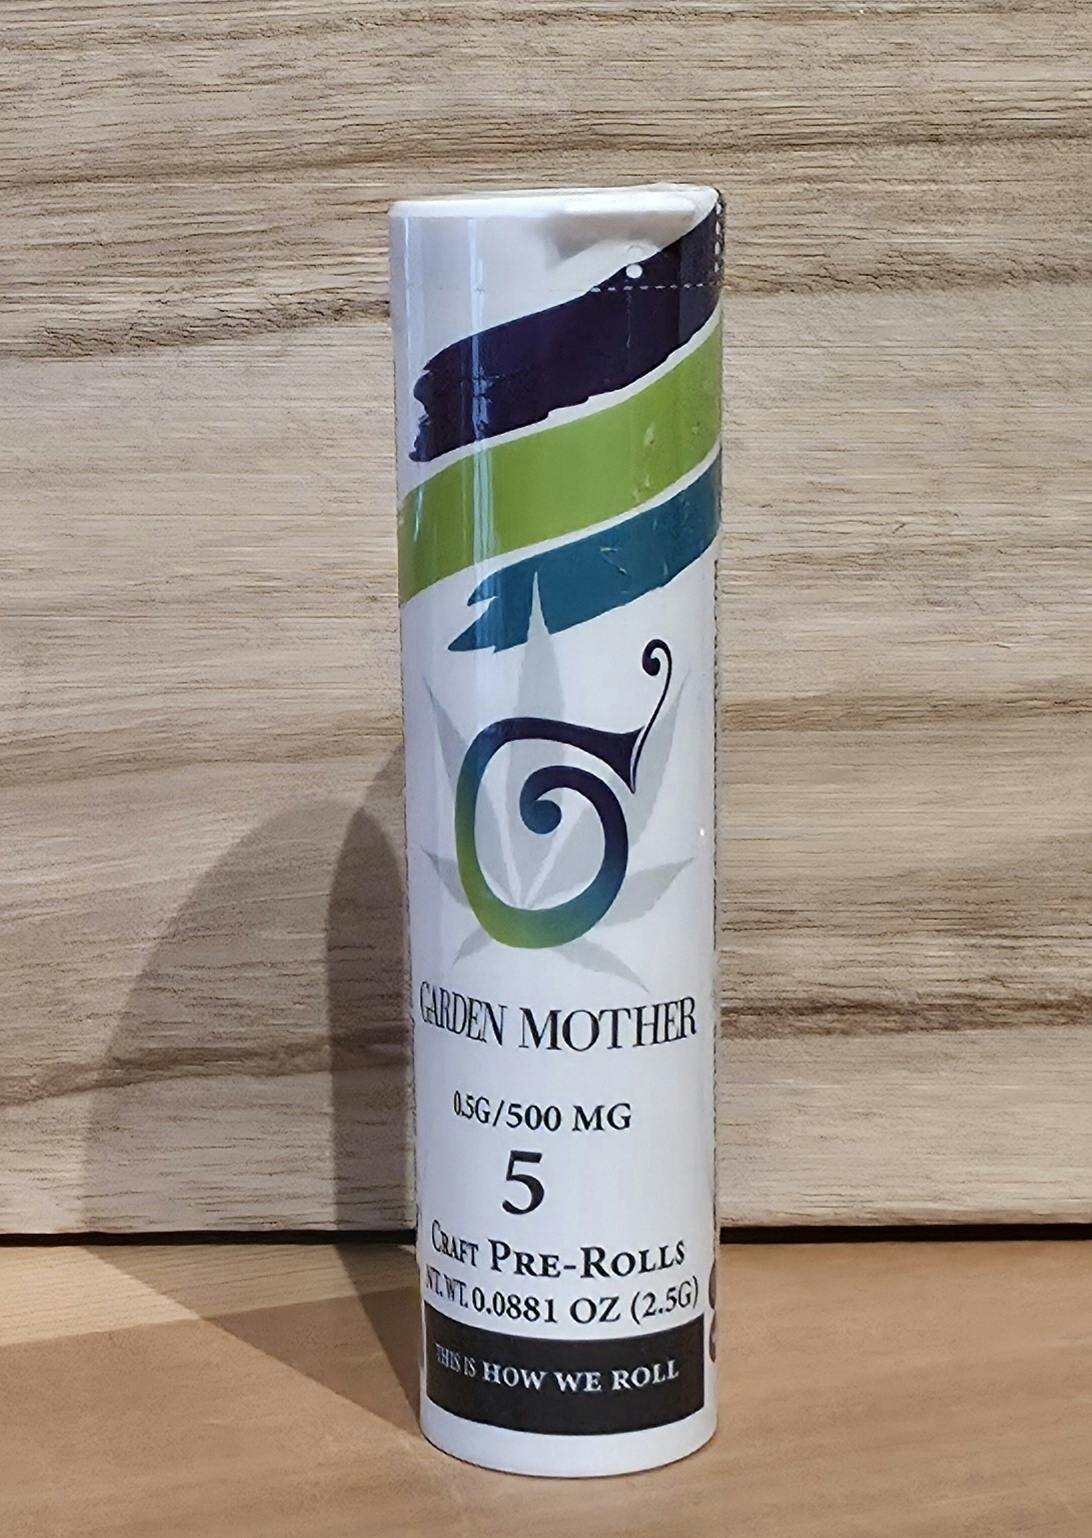 GARDEN MOTHER
0.5G/500 MG
5
CRAFT PRE-ROLLS
NT. WT. 0.0881 OZ (2.5G)
THIS IS HOW WE ROLL